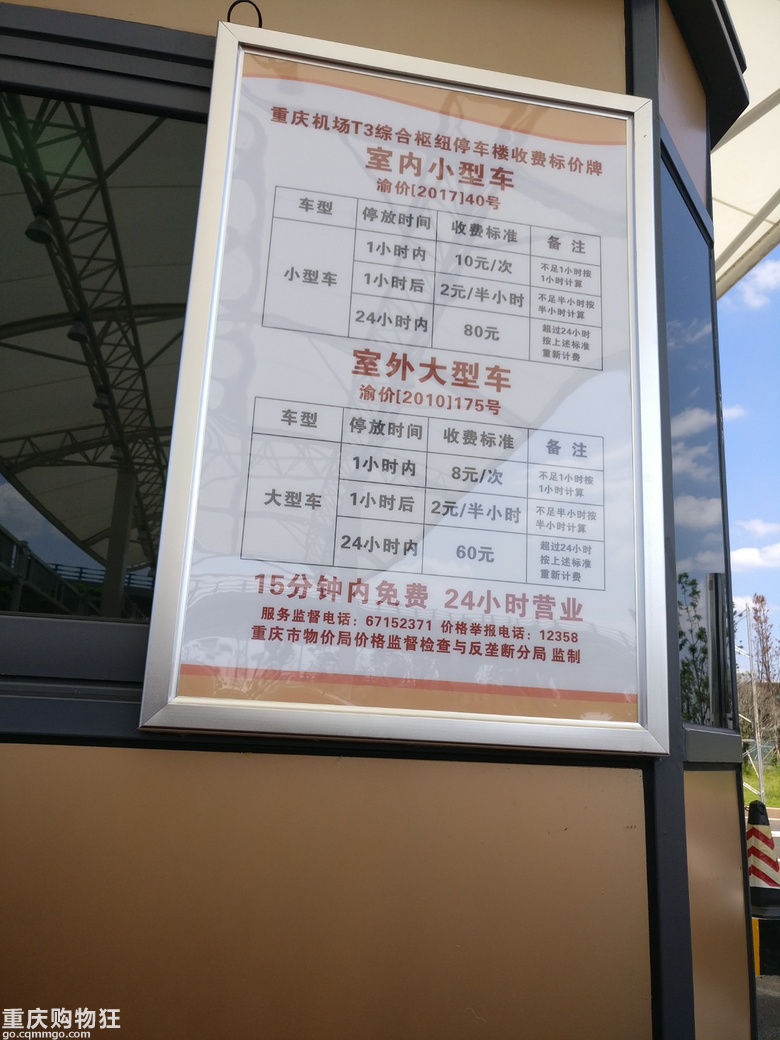 重庆机场T3综合枢纽停车楼收费标价牌
室内小型车
渝价[2017]40号
车型 停放时间 收费标准 备注
小型车
1小时内 10元/次 不足1小时按
1小时计算
1小时后 2元/半小时 不足半小时按
半小时计算
24小时内 80元 超过24小时
按上述标准
重新计费
室外大型车
渝价[2010]175号
车型 停放时间 收费标准 备注
大型车
1小时内 8元/次 不足1小时按
1小时计算
1小时后 2元/半小时 不足半小时按
半小时计算
24小时内 60元 超过24小时
按上述标准
重新计费
15分钟内免费 24小时营业
服务监督电话：67152371 价格举报电话：12358
重庆市物价局价格监督检查与反垄断分局 监制
重庆购物狂
go.cqmmgo.com